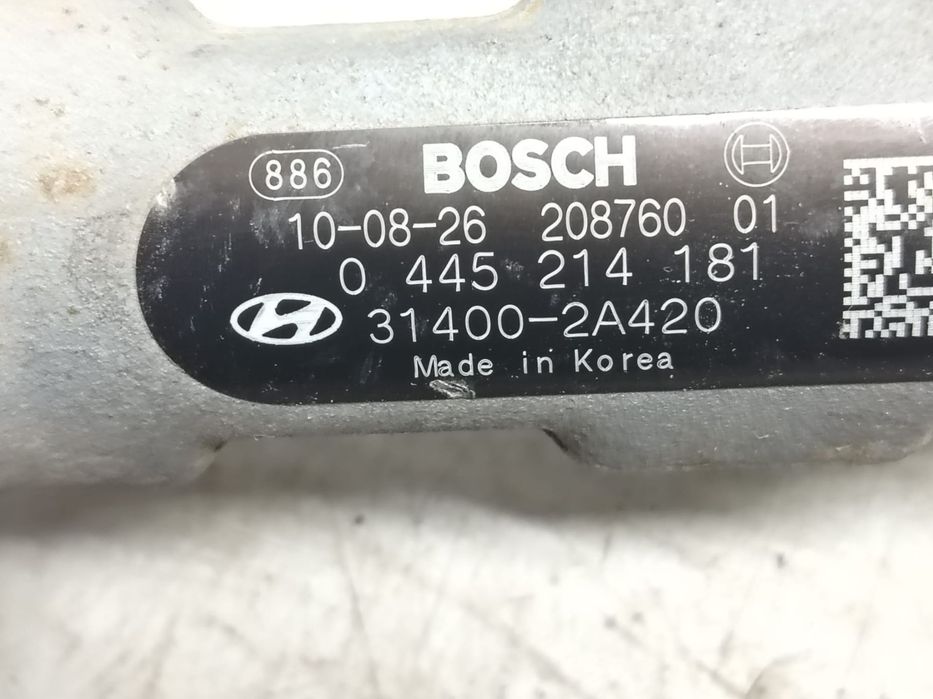 886 BOSCH
10-08-26 208760 01
0 445 214 181
31400-2A420
Made in Korea